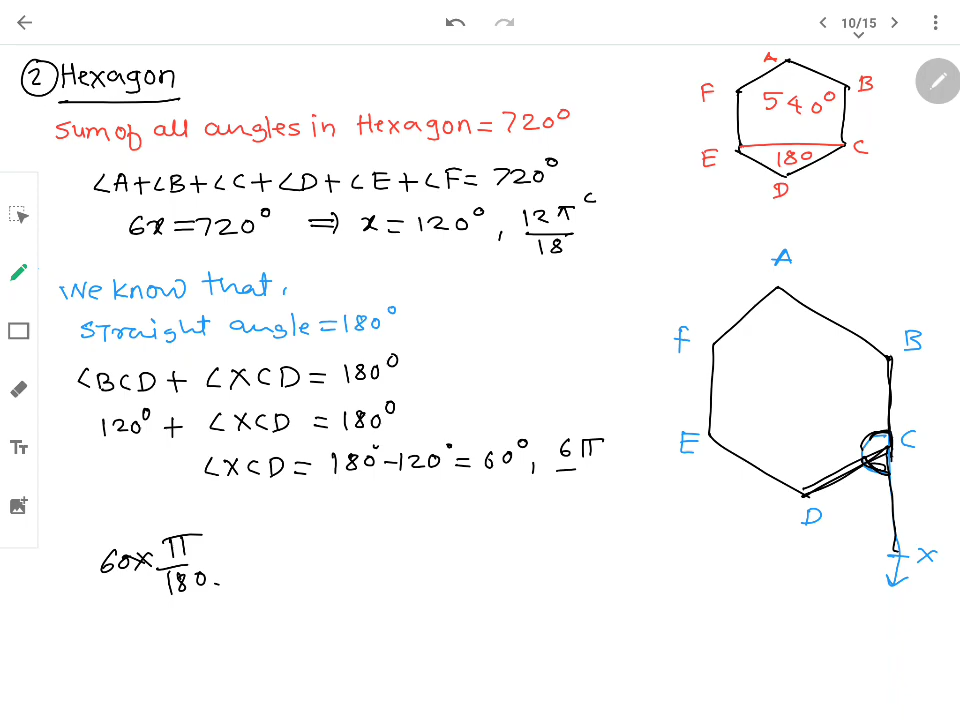 10/15
② Hexagon
Sum of all angles in Hexagon = 720°
∠A+∠B+∠C+∠D+∠E+∠F= 720°
6x = 720° ⇒ x = 120°, 12π/18 c
We know that,
straight angle = 180°
∠BCD + ∠XCD = 180°
120° + ∠XCD = 180°
∠XCD = 180°-120° = 60°, 6π
60× π/180.
A
F
B
540°
E
180
C
D
A
f
B
E
C
D
x
Tт